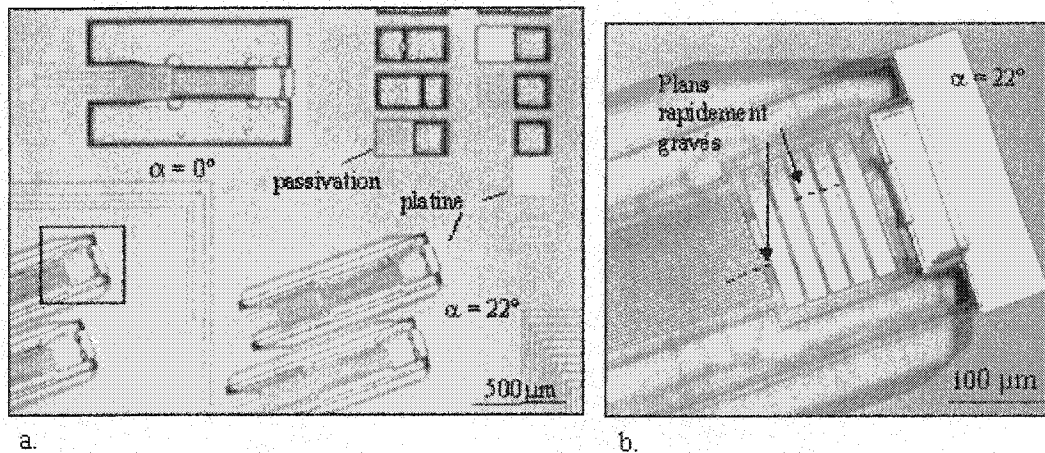 α = 0°
passivation
platine
α = 22°
500 µm
a.
Plans
rapidement
gravés
α = 22°
100 µm
b.